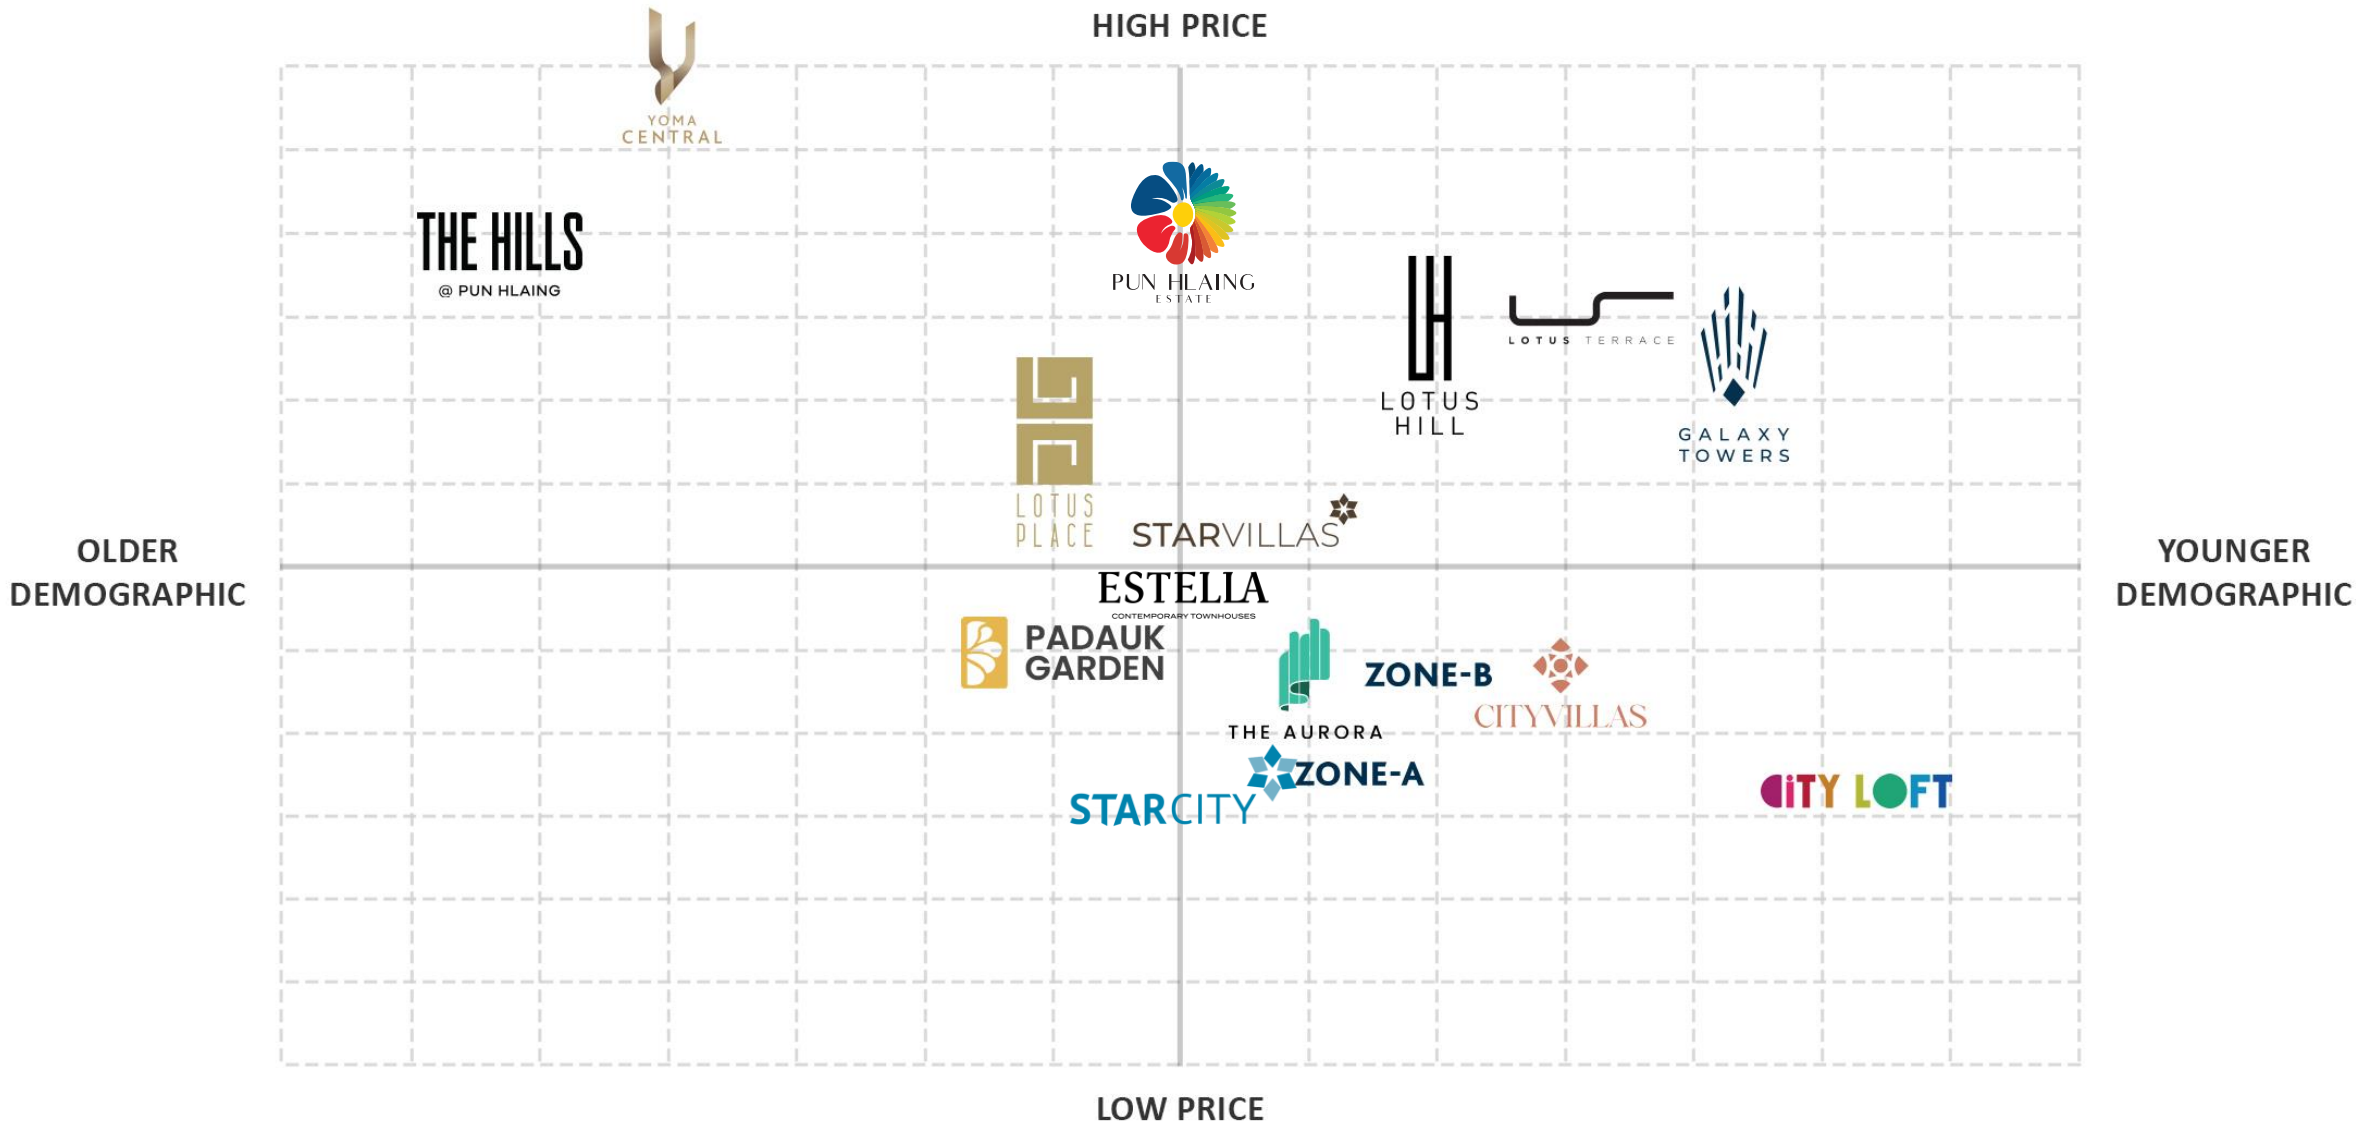 HIGH PRICE
YOMA
CENTRAL
THE HILLS
@ PUN HLAING
PUN HLAING
ESTATE
LOTUS
HILL
LOTUS TERRACE
GALAXY
TOWERS
LOTUS
PLACE
STARVILLAS
OLDER
DEMOGRAPHIC
YOUNGER
DEMOGRAPHIC
ESTELLA
CONTEMPORARY TOWNHOUSES
PADAUK
GARDEN
THE AURORA
ZONE-B
CITYVILLAS
ZONE-A
STARCITY
CiTY LOFT
LOW PRICE